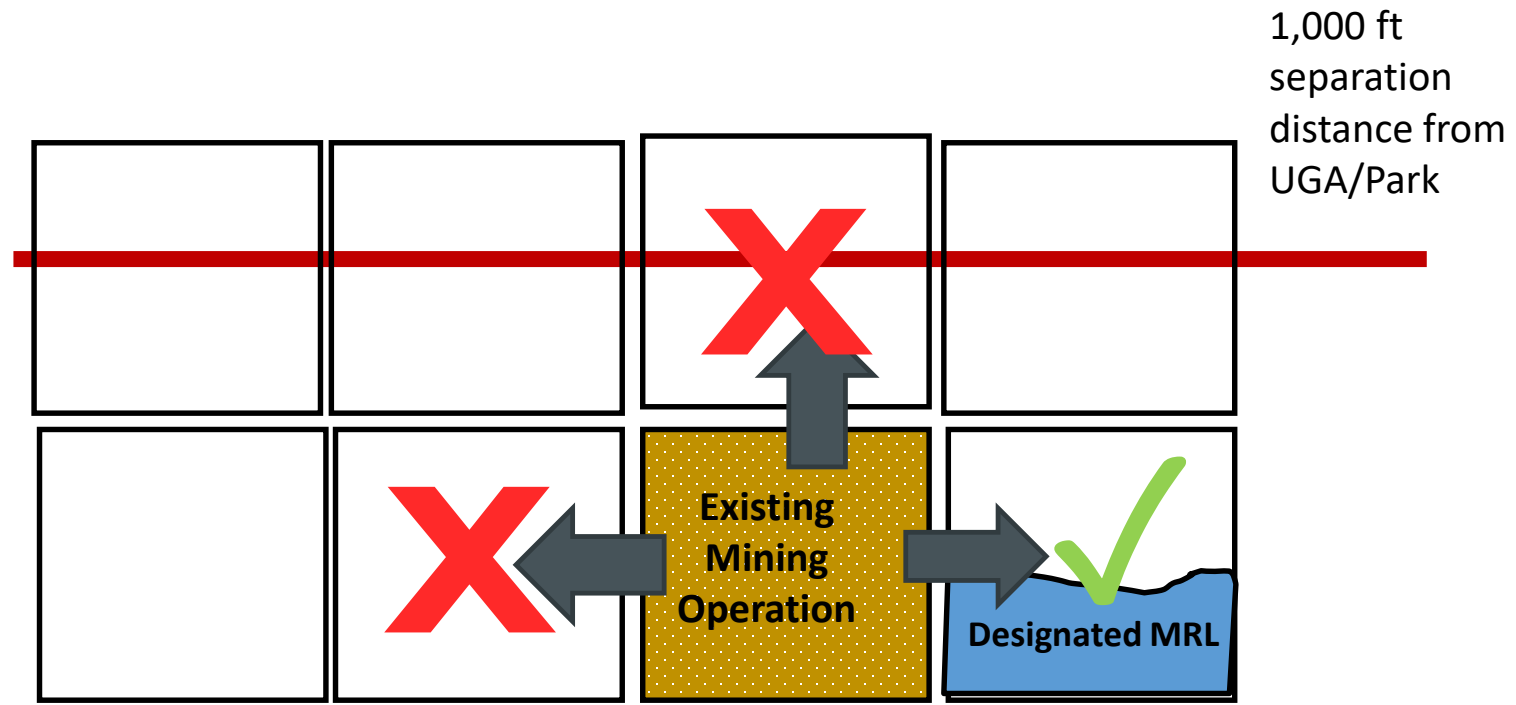 1,000 ft
separation
distance from
UGA/Park
Existing
Mining
Operation
Designated MRL